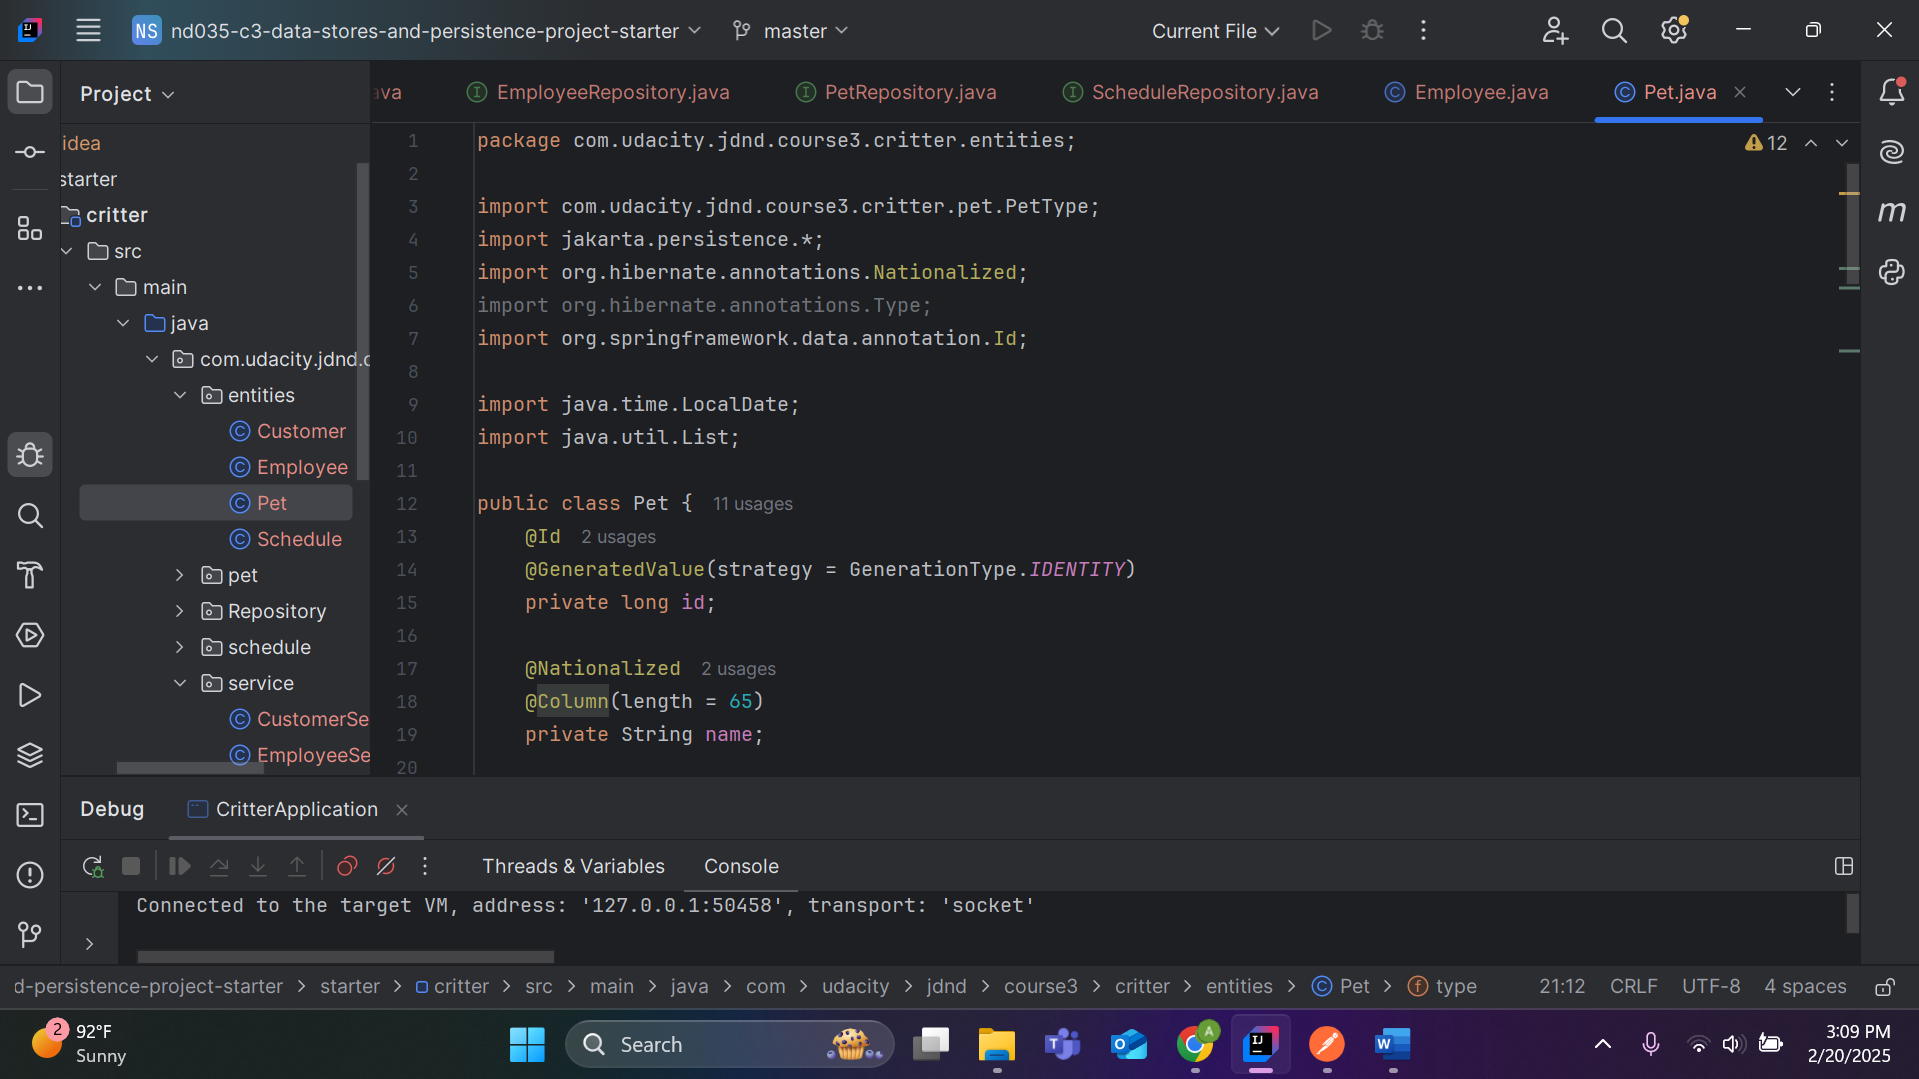 NS nd035-c3-data-stores-and-persistence-project-starter master Current File
Project
ava EmployeeRepository.java PetRepository.java ScheduleRepository.java Employee.java Pet.java
idea
starter
critter
src
main
java
com.udacity.jdnd.c
entities
Customer
Employee
Pet
Schedule
pet
Repository
schedule
service
CustomerSe
EmployeeSe
12
1 package com.udacity.jdnd.course3.critter.entities;
2
3 import com.udacity.jdnd.course3.critter.pet.PetType;
4 import jakarta.persistence.*;
5 import org.hibernate.annotations.Nationalized;
6 import org.hibernate.annotations.Type;
7 import org.springframework.data.annotation.Id;
8
9 import java.time.LocalDate;
10 import java.util.List;
11
12 public class Pet { 11 usages
13 @Id 2 usages
14 @GeneratedValue(strategy = GenerationType.IDENTITY)
15 private long id;
16
17 @Nationalized 2 usages
18 @Column(length = 65)
19 private String name;
20
m
Debug CritterApplication
Threads & Variables Console
Connected to the target VM, address: '127.0.0.1:50458', transport: 'socket'
d-persistence-project-starter > starter > critter > src > main > java > com > udacity > jdnd > course3 > critter > entities > Pet > type 21:12 CRLF UTF-8 4 spaces
2 92°F
Sunny
Search
A
3:09 PM
2/20/2025